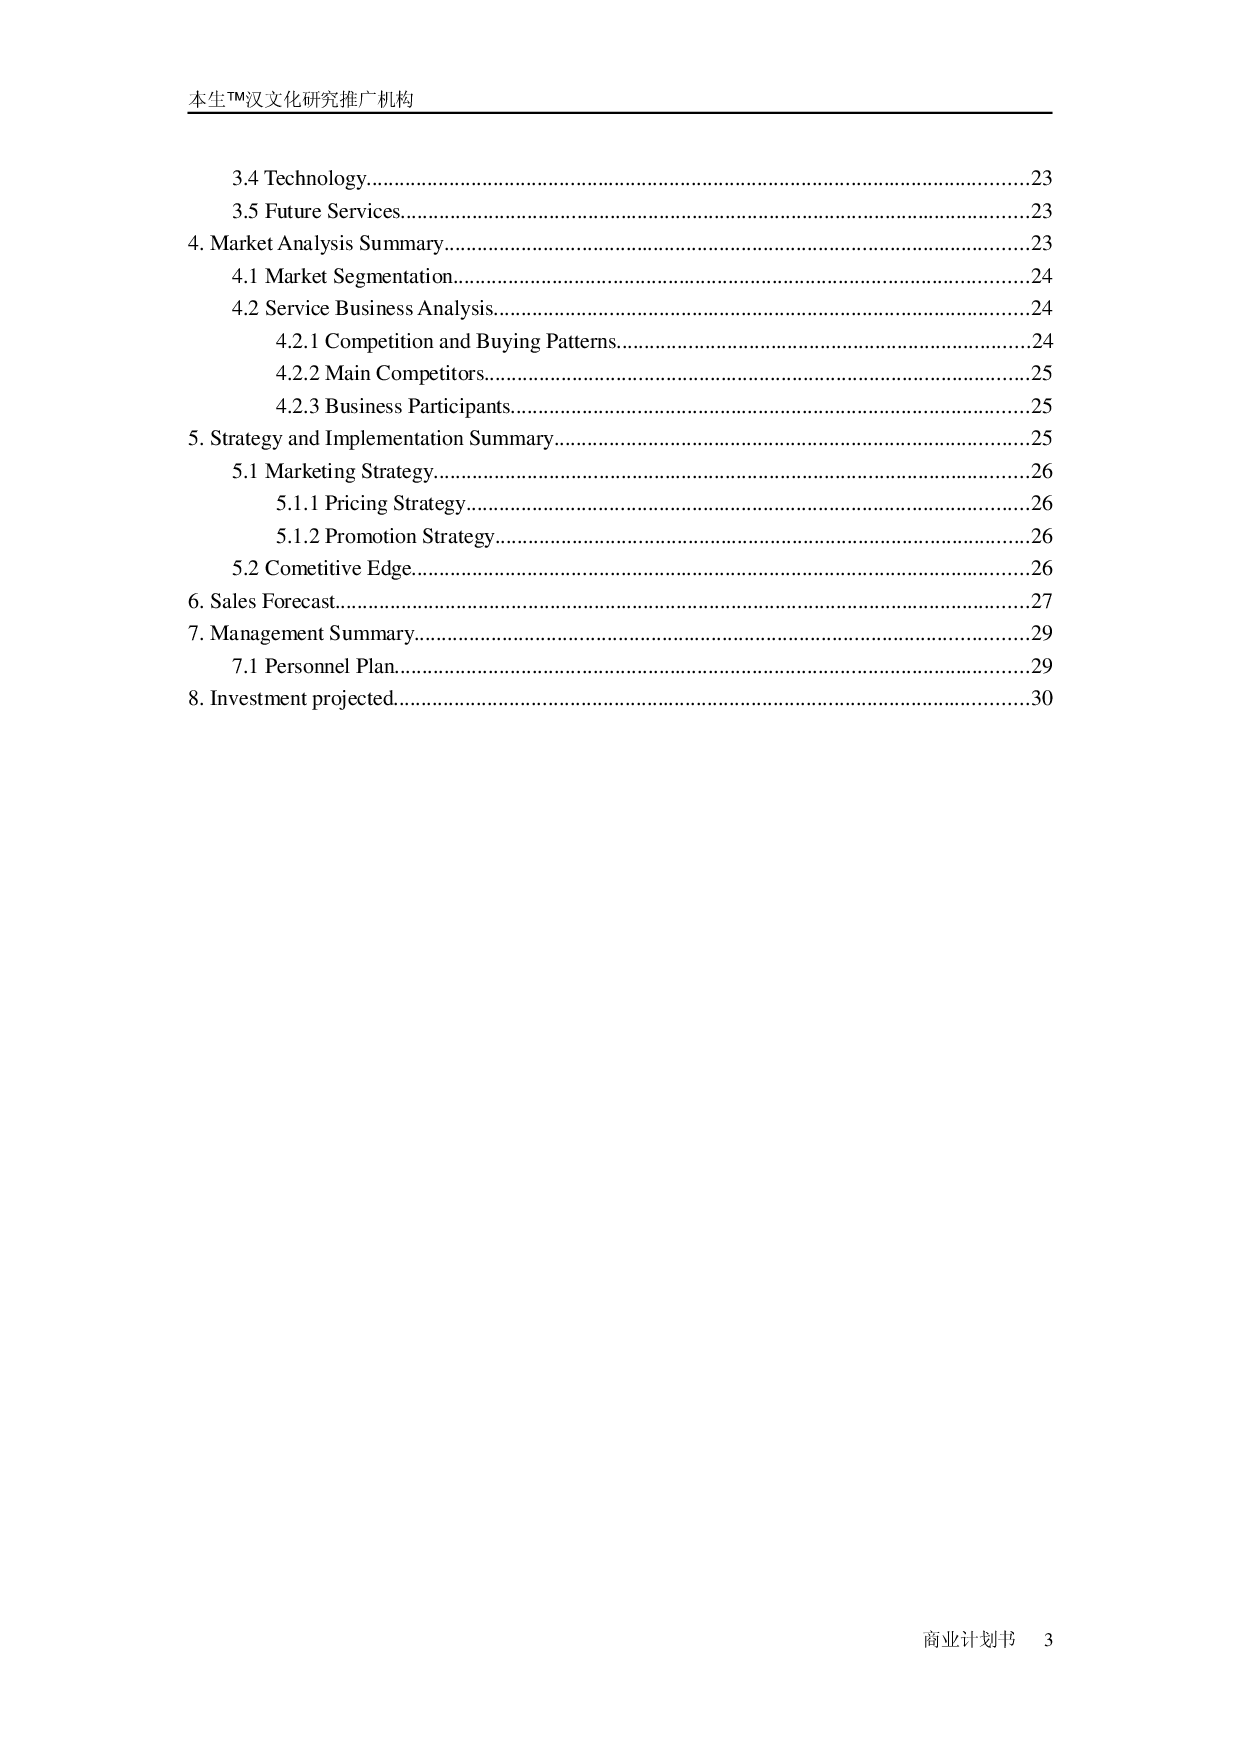 本生™汉文化研究推广机构
3.4 Technology........................................................................................................................23
3.5 Future Services..................................................................................................................23
4. Market Analysis Summary..........................................................................................................23
4.1 Market Segmentation.........................................................................................................24
4.2 Service Business Analysis.................................................................................................24
4.2.1 Competition and Buying Patterns...........................................................................24
4.2.2 Main Competitors...................................................................................................25
4.2.3 Business Participants..............................................................................................25
5. Strategy and Implementation Summary......................................................................................25
5.1 Marketing Strategy............................................................................................................26
5.1.1 Pricing Strategy......................................................................................................26
5.1.2 Promotion Strategy.................................................................................................26
5.2 Cometitive Edge................................................................................................................26
6. Sales Forecast..............................................................................................................................27
7. Management Summary................................................................................................................29
7.1 Personnel Plan...................................................................................................................29
8. Investment projected....................................................................................................................30
商业计划书 3